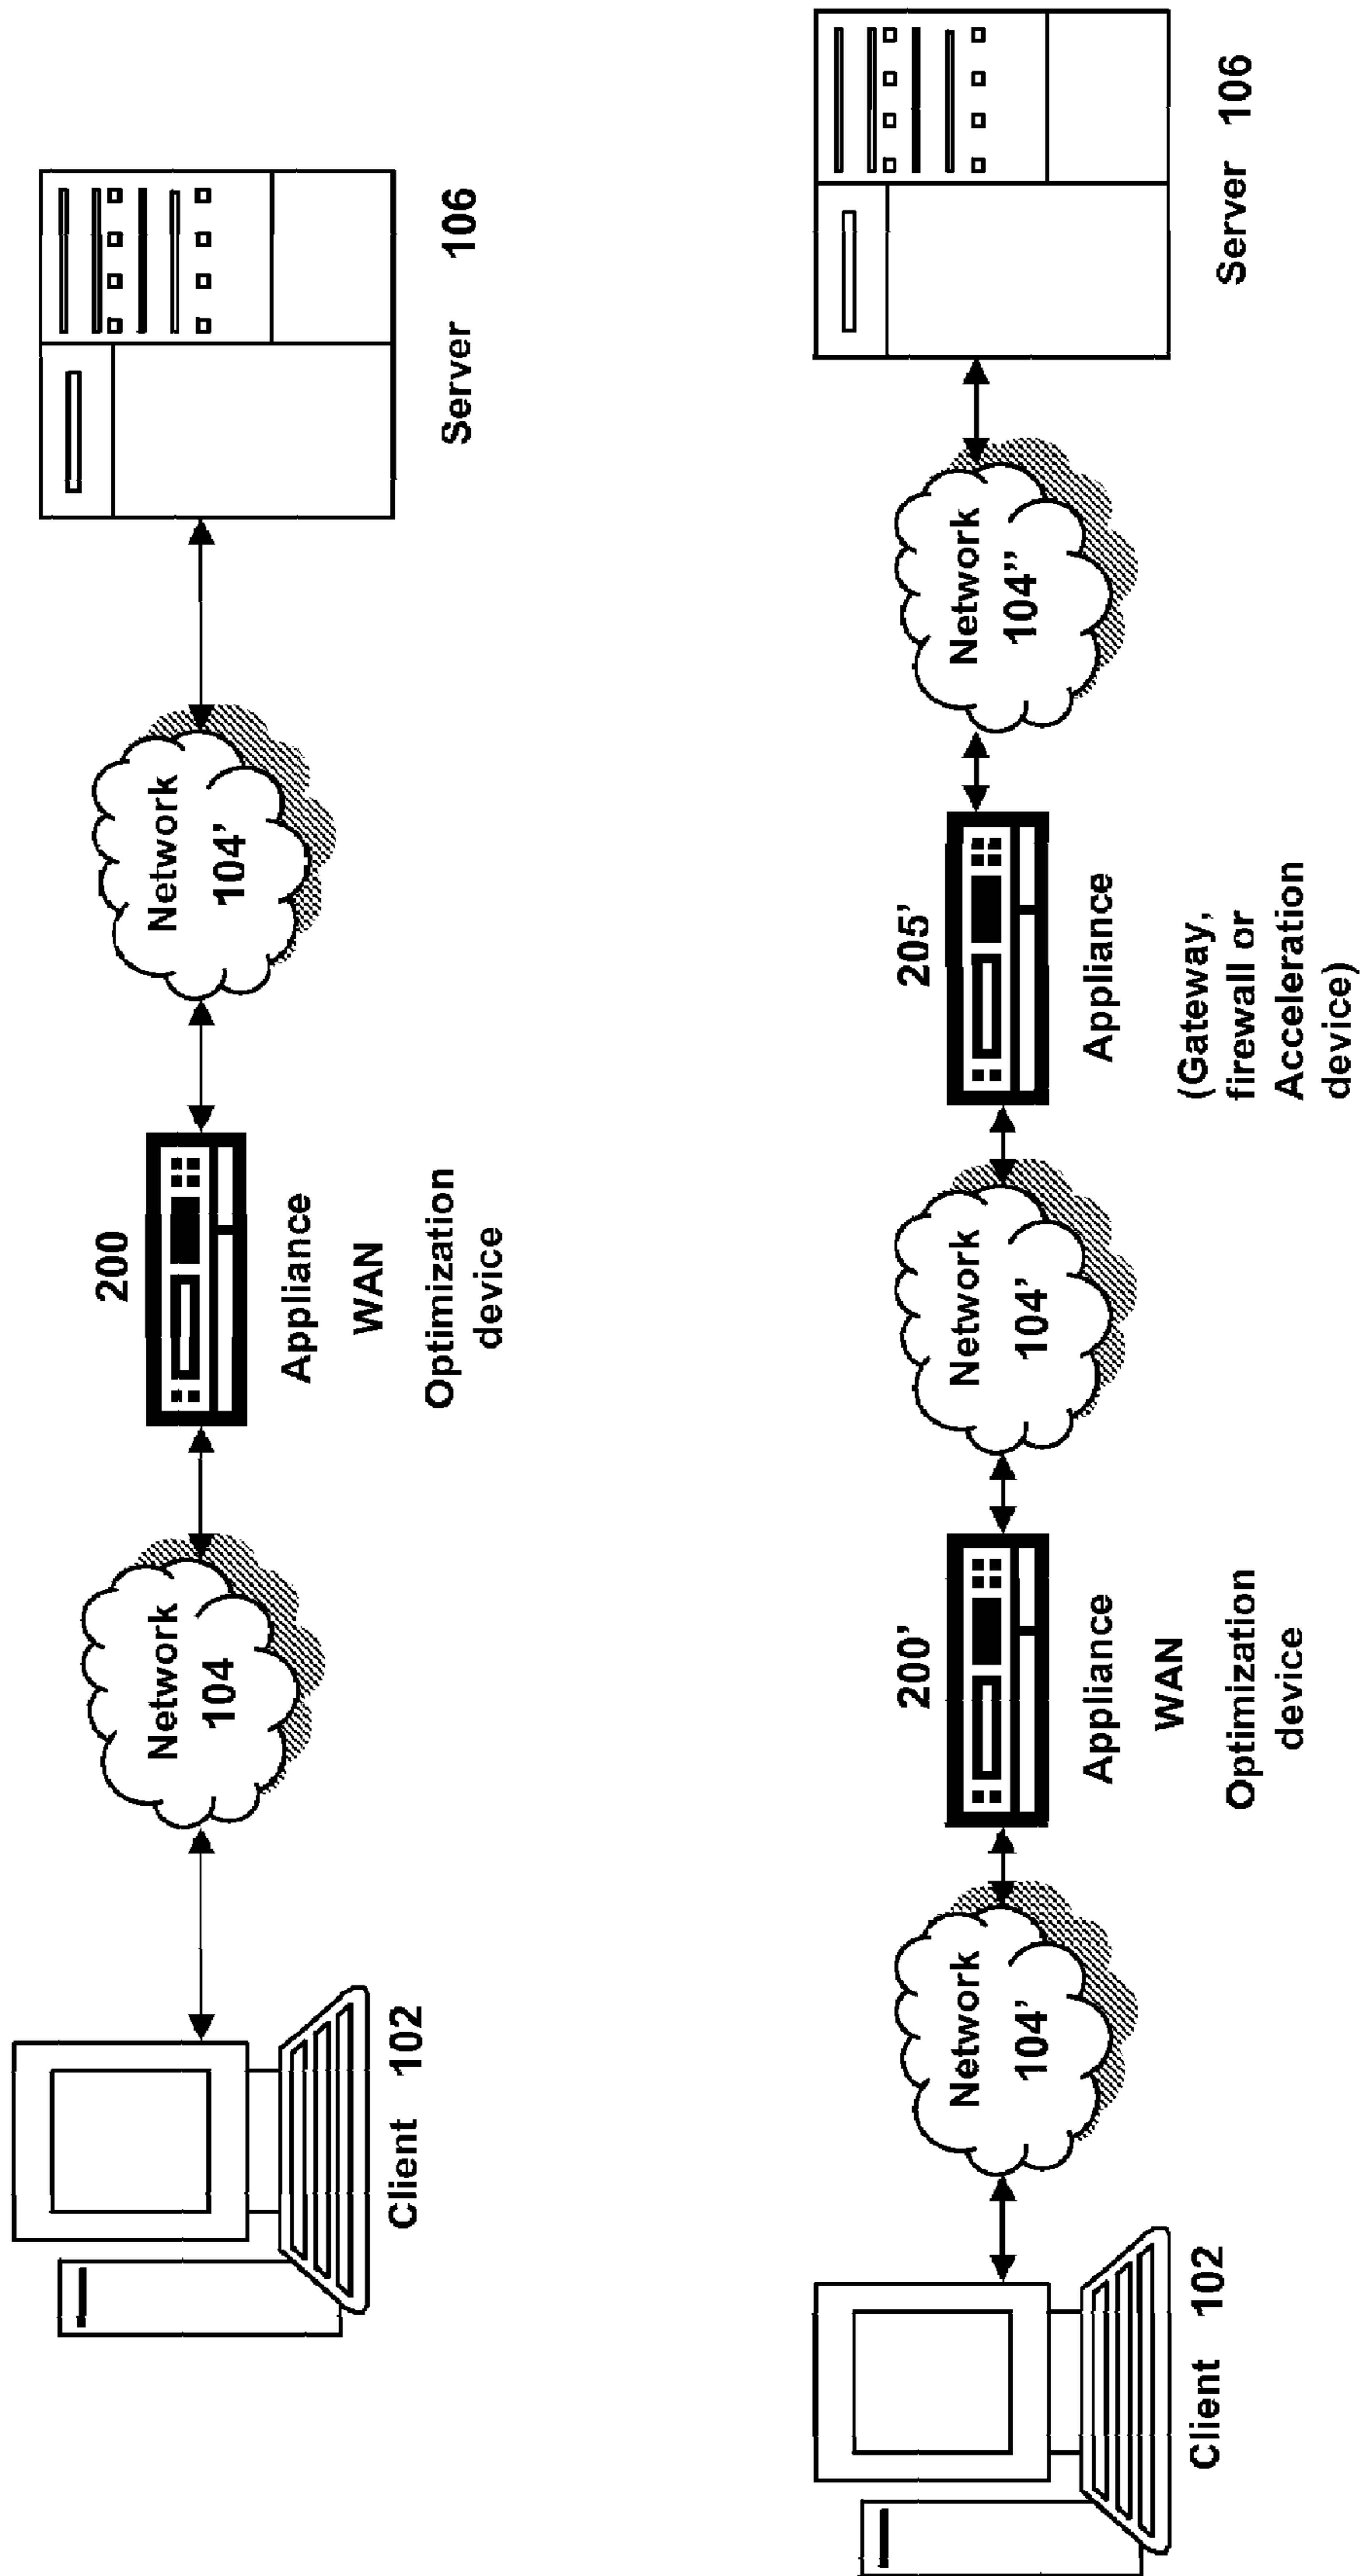 Client 102
Network
104
200
Appliance
WAN
Optimization
device
Network
104’
Server 106
Client 102
Network
104’
200’
Appliance
WAN
Optimization
device
Network
104’
205’
Appliance
(Gateway,
firewall or
Acceleration
device)
Network
104”
Server 106